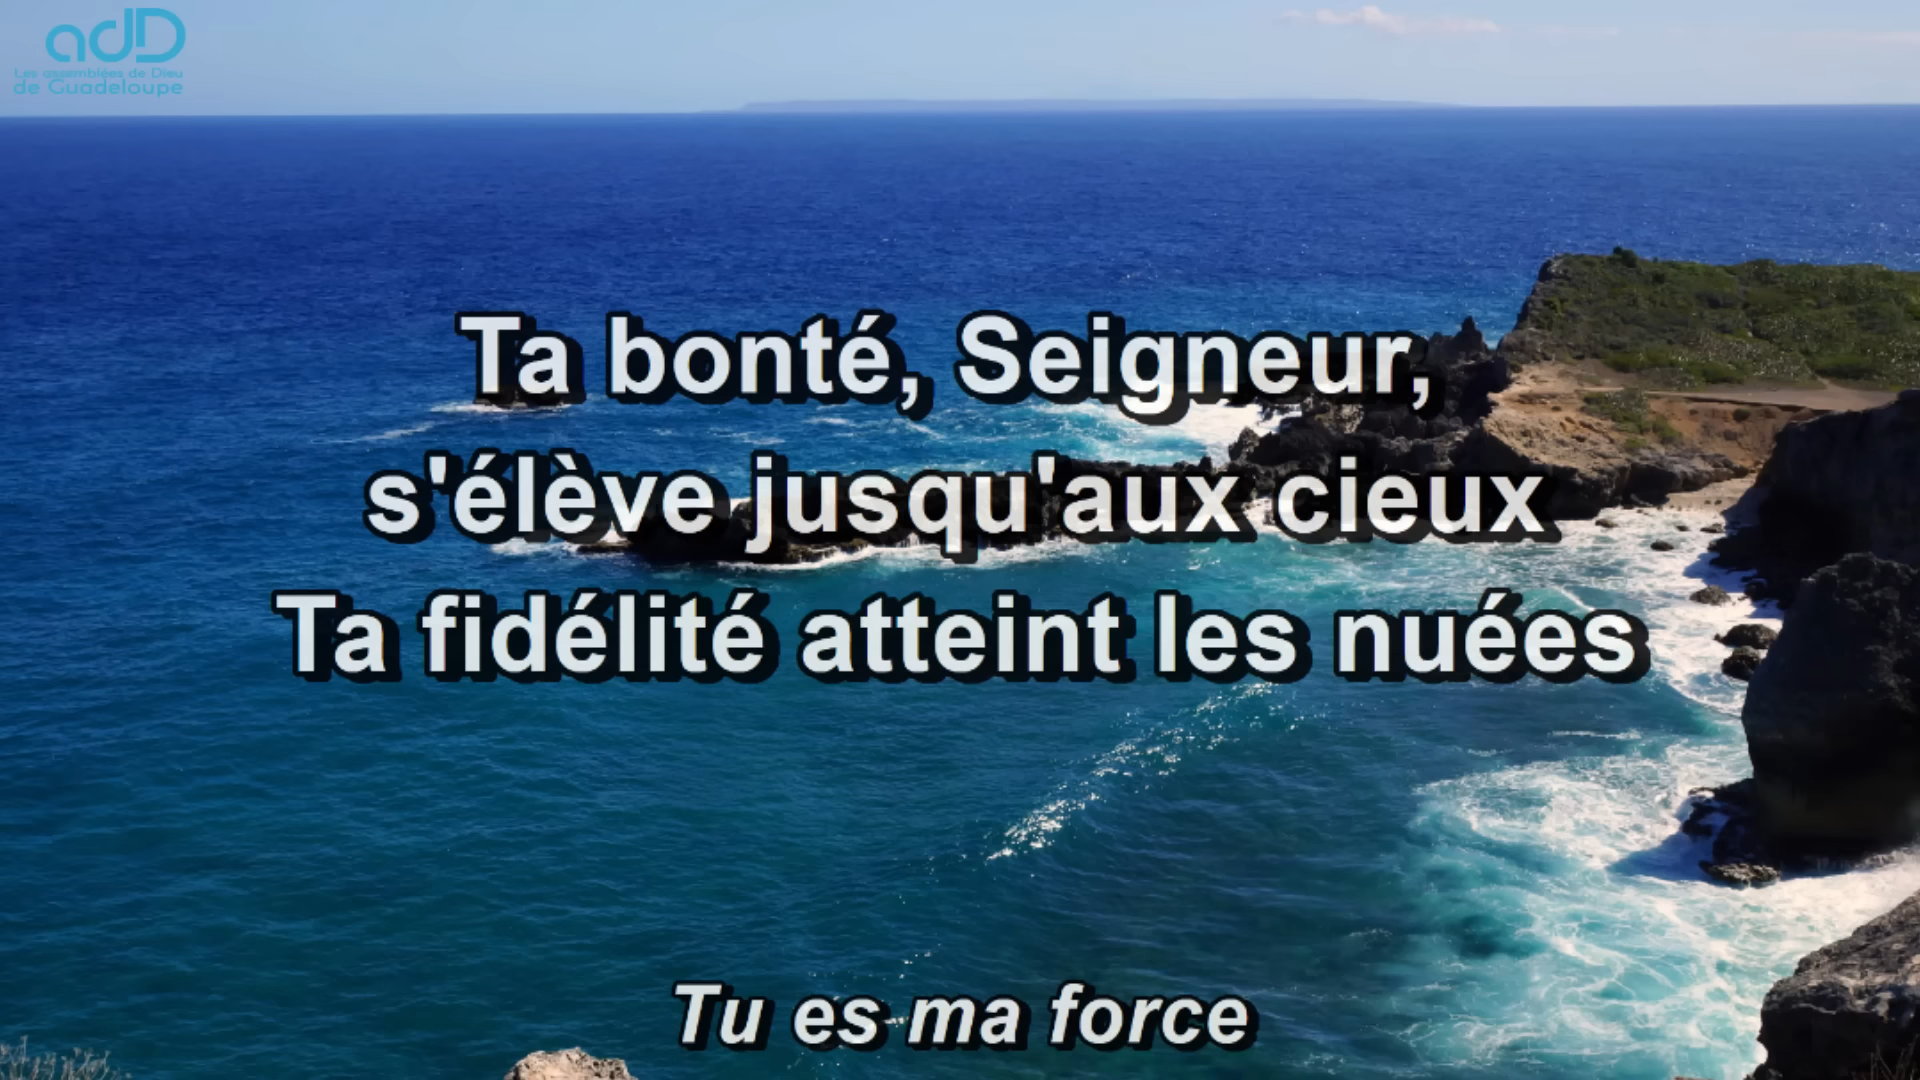 adD
Les assemblées de Dieu
de Guadeloupe
Ta bonté, Seigneur,
s'élève jusqu'aux cieux
Ta fidélité atteint les nuées
Tu es ma force